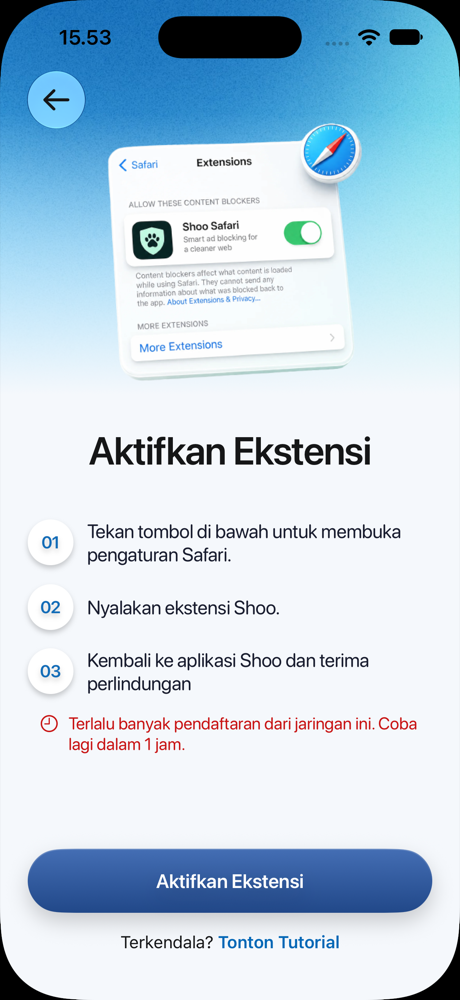 15.53
Safari
Extensions
ALLOW THESE CONTENT BLOCKERS
Shoo Safari
Smart ad blocking for
a cleaner web
Content blockers affect what content is loaded
while using Safari. They cannot send any
information about what was blocked back to
the app. About Extensions & Privacy...
MORE EXTENSIONS
More Extensions
Aktifkan Ekstensi
01
Tekan tombol di bawah untuk membuka
pengaturan Safari.
02
Nyalakan ekstensi Shoo.
03
Kembali ke aplikasi Shoo dan terima
perlindungan
Terlalu banyak pendaftaran dari jaringan ini. Coba
lagi dalam 1 jam.
Aktifkan Ekstensi
Terkendala? Tonton Tutorial